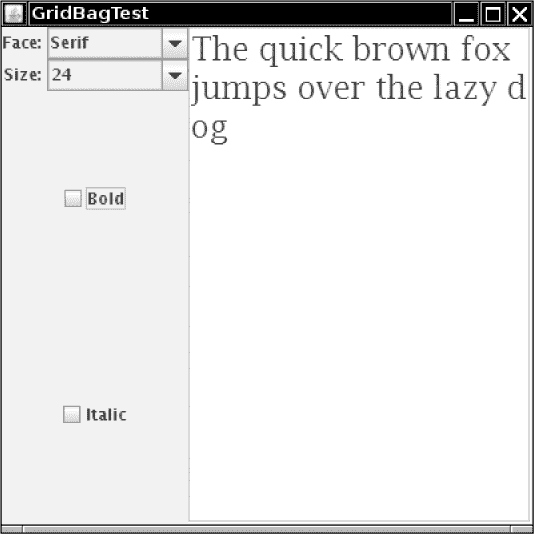 GridBagTest
Face: Serif
Size: 24
Bold
Italic
The quick brown fox
jumps over the lazy d
og